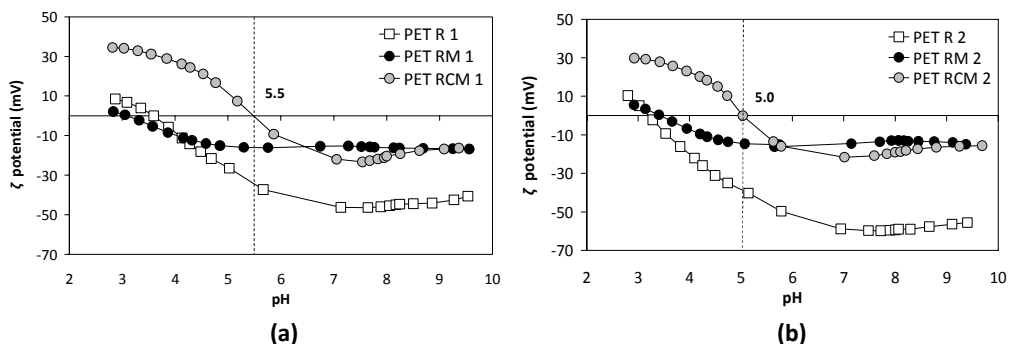 50
30
10
-10
-30
-50
-70
ζ potential (mV)
2 3 4 5 6 7 8 9 10
pH
PET R 1
PET RM 1
PET RCM 1
5.5
(a)
50
30
10
-10
-30
-50
-70
ζ potential (mV)
2 3 4 5 6 7 8 9 10
pH
PET R 2
PET RM 2
PET RCM 2
5.0
(b)